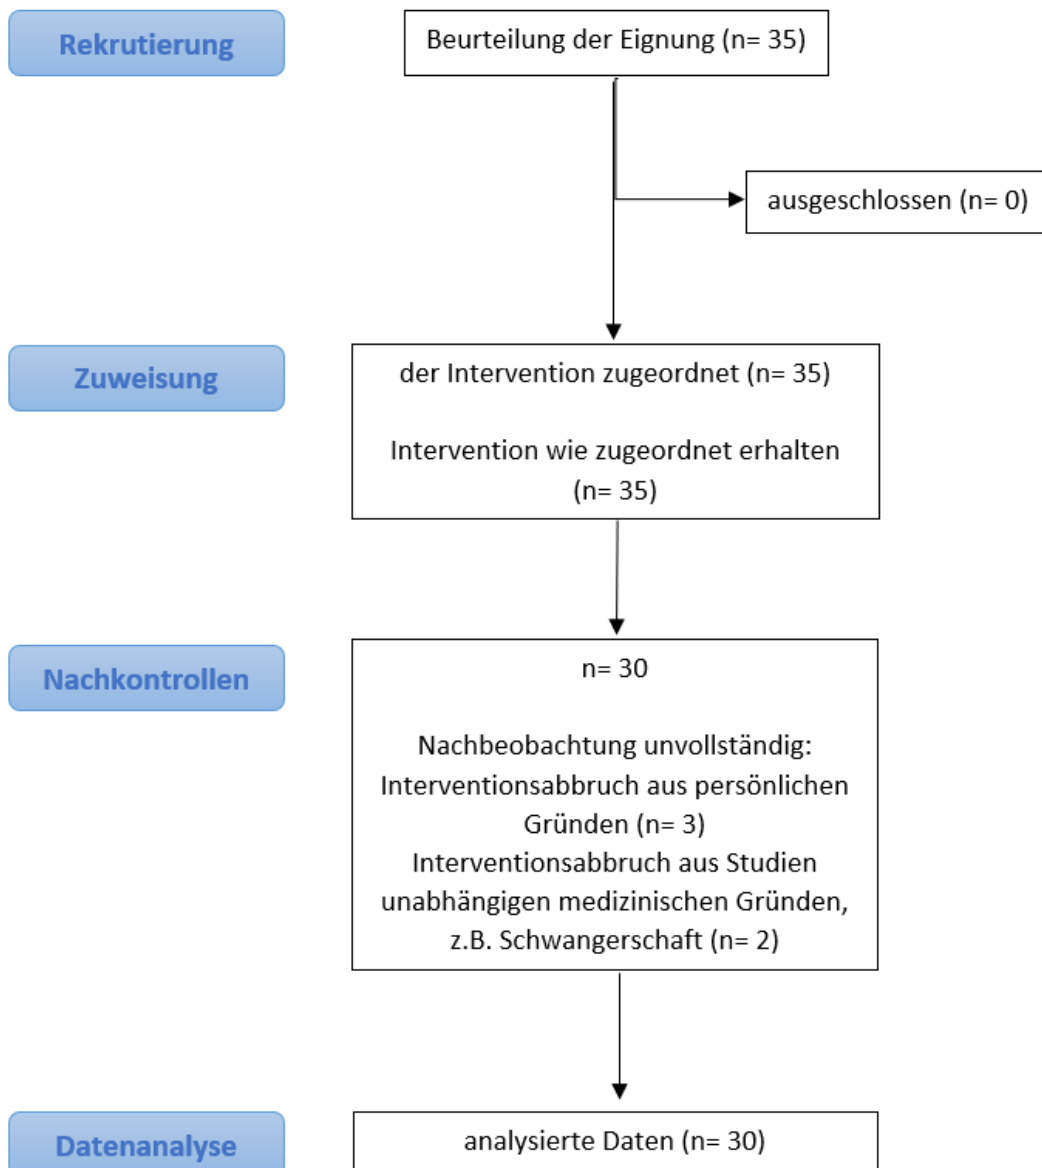 Rekrutierung
Beurteilung der Eignung (n= 35)
ausgeschlossen (n= 0)
Zuweisung
der Intervention zugeordnet (n= 35)
Intervention wie zugeordnet erhalten
(n= 35)
Nachkontrollen
n= 30
Nachbeobachtung unvollständig:
Interventionsabbruch aus persönlichen
Gründen (n= 3)
Interventionsabbruch aus Studien
unabhängigen medizinischen Gründen,
z.B. Schwangerschaft (n= 2)
Datenanalyse
analysierte Daten (n= 30)